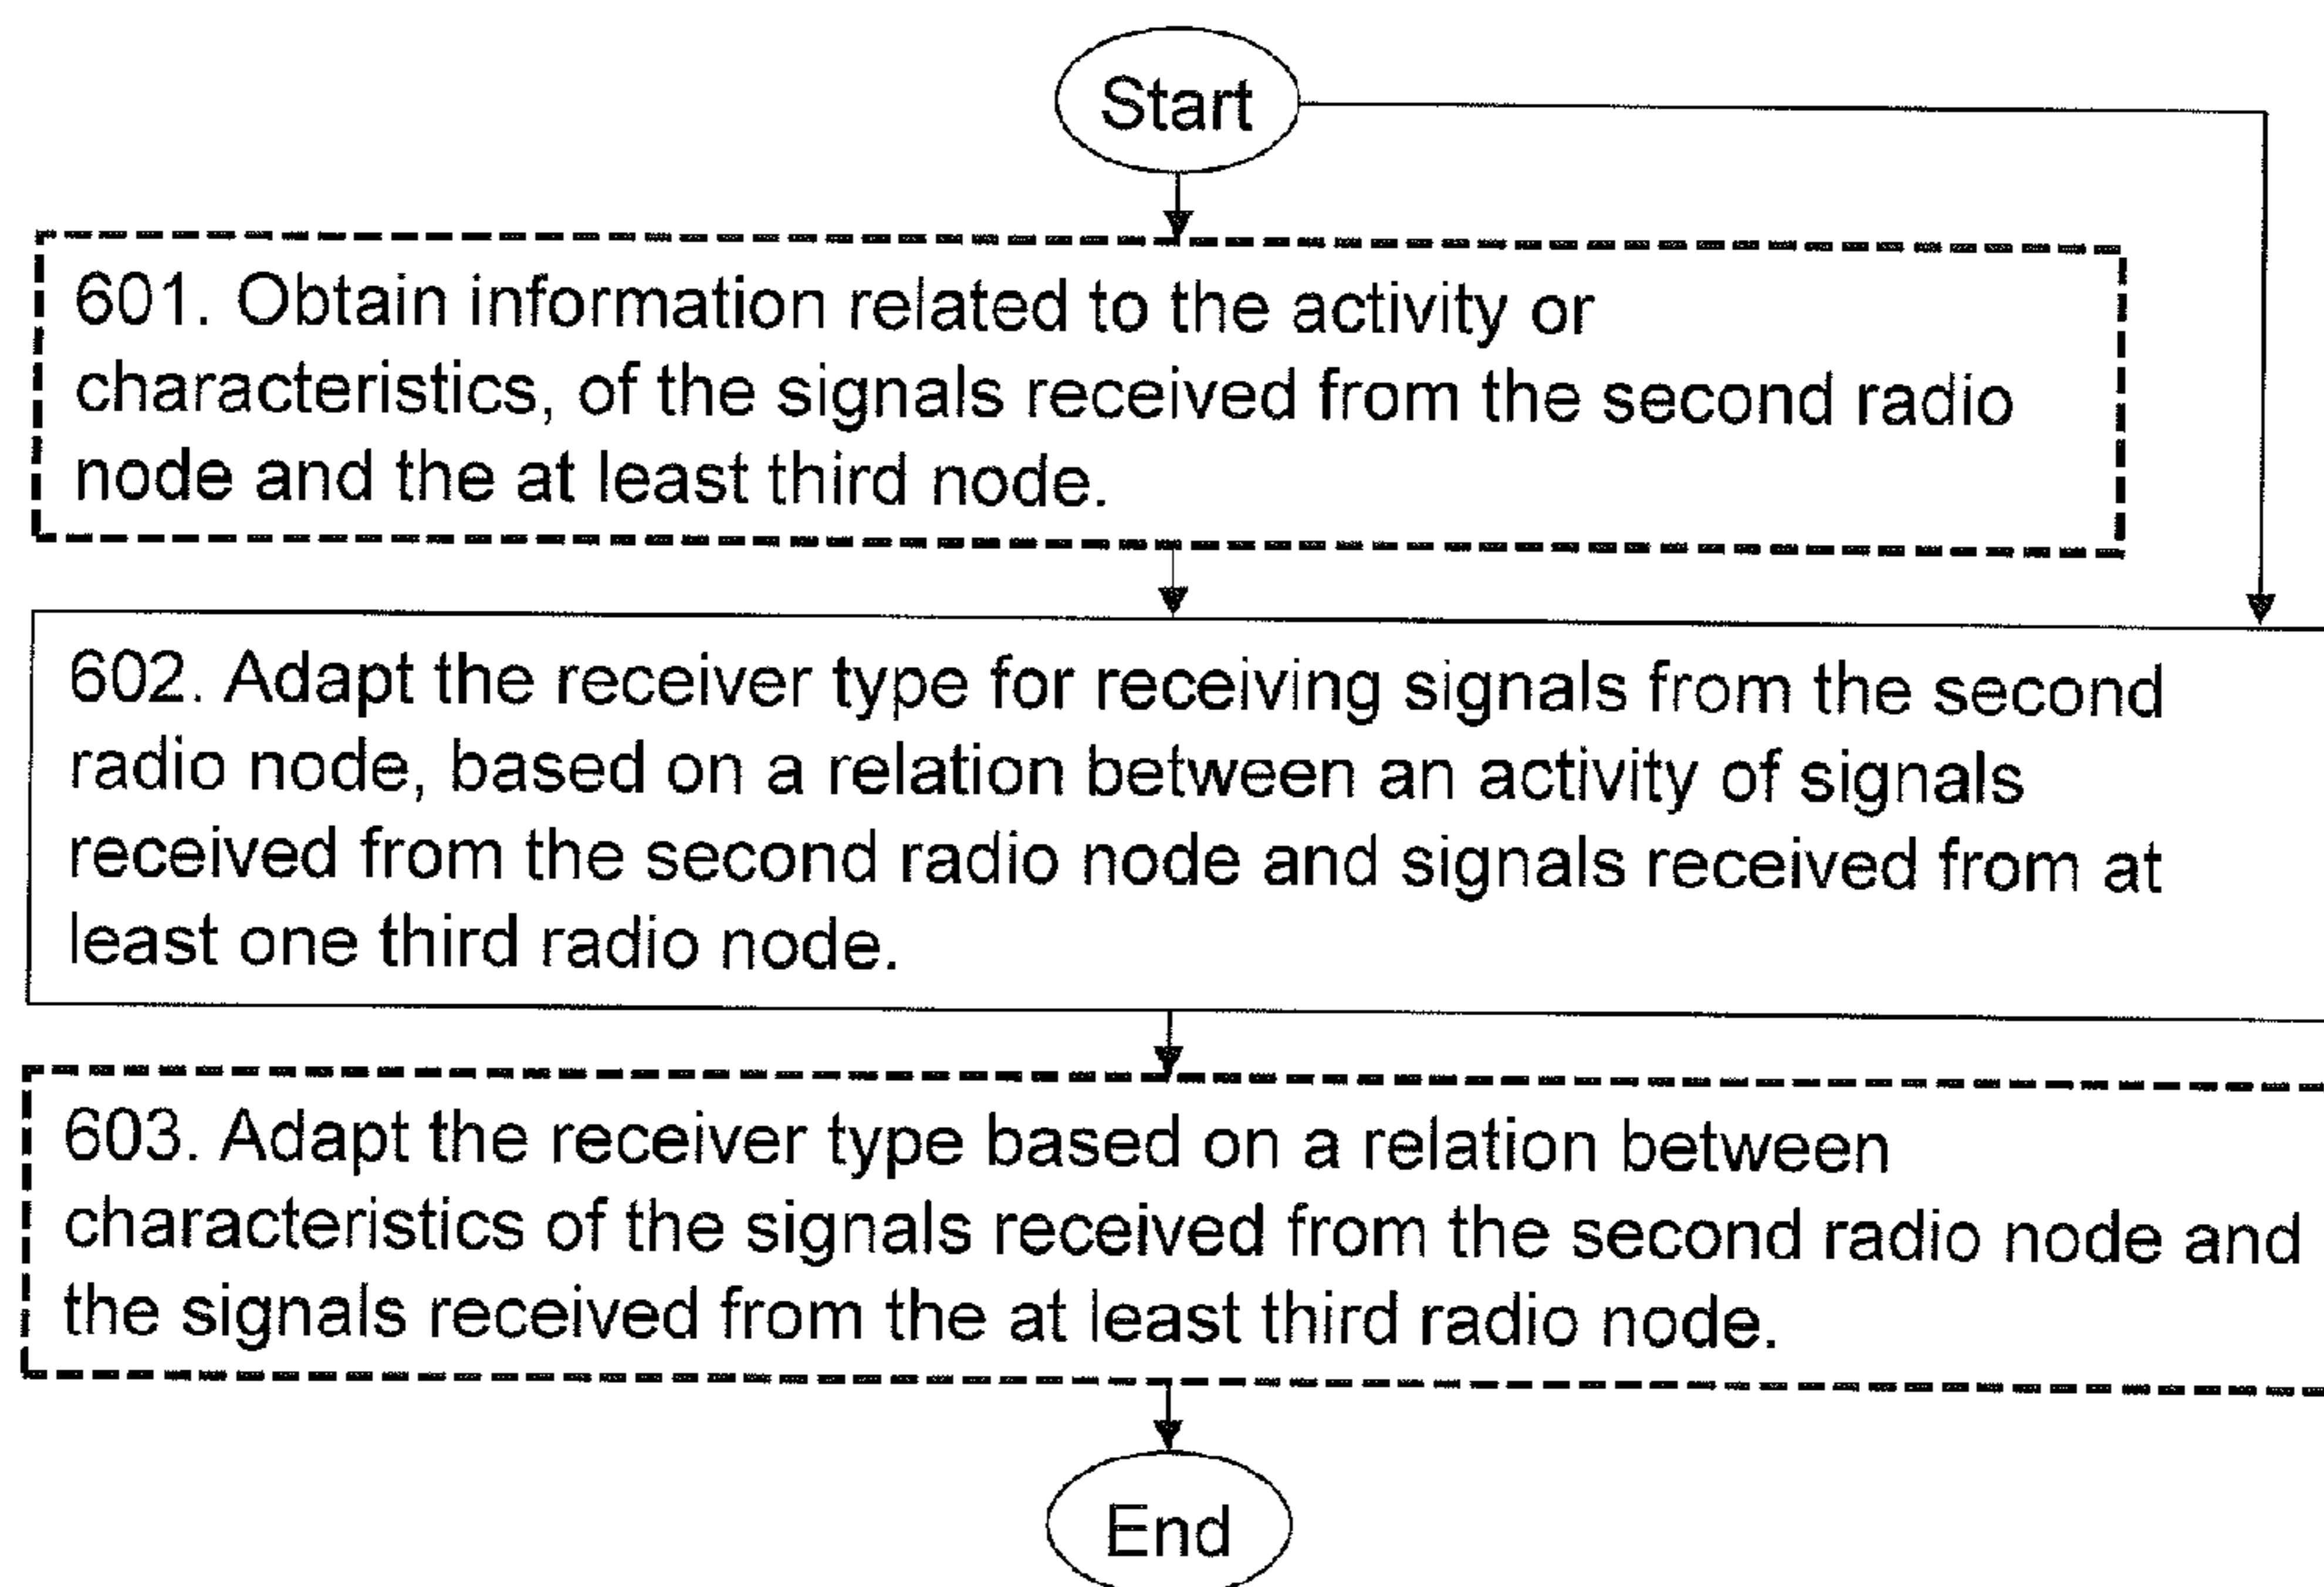 Start
601. Obtain information related to the activity or
characteristics, of the signals received from the second radio
node and the at least third node.
602. Adapt the receiver type for receiving signals from the second
radio node, based on a relation between an activity of signals
received from the second radio node and signals received from at
least one third radio node.
603. Adapt the receiver type based on a relation between
characteristics of the signals received from the second radio node and
the signals received from the at least third radio node.
End